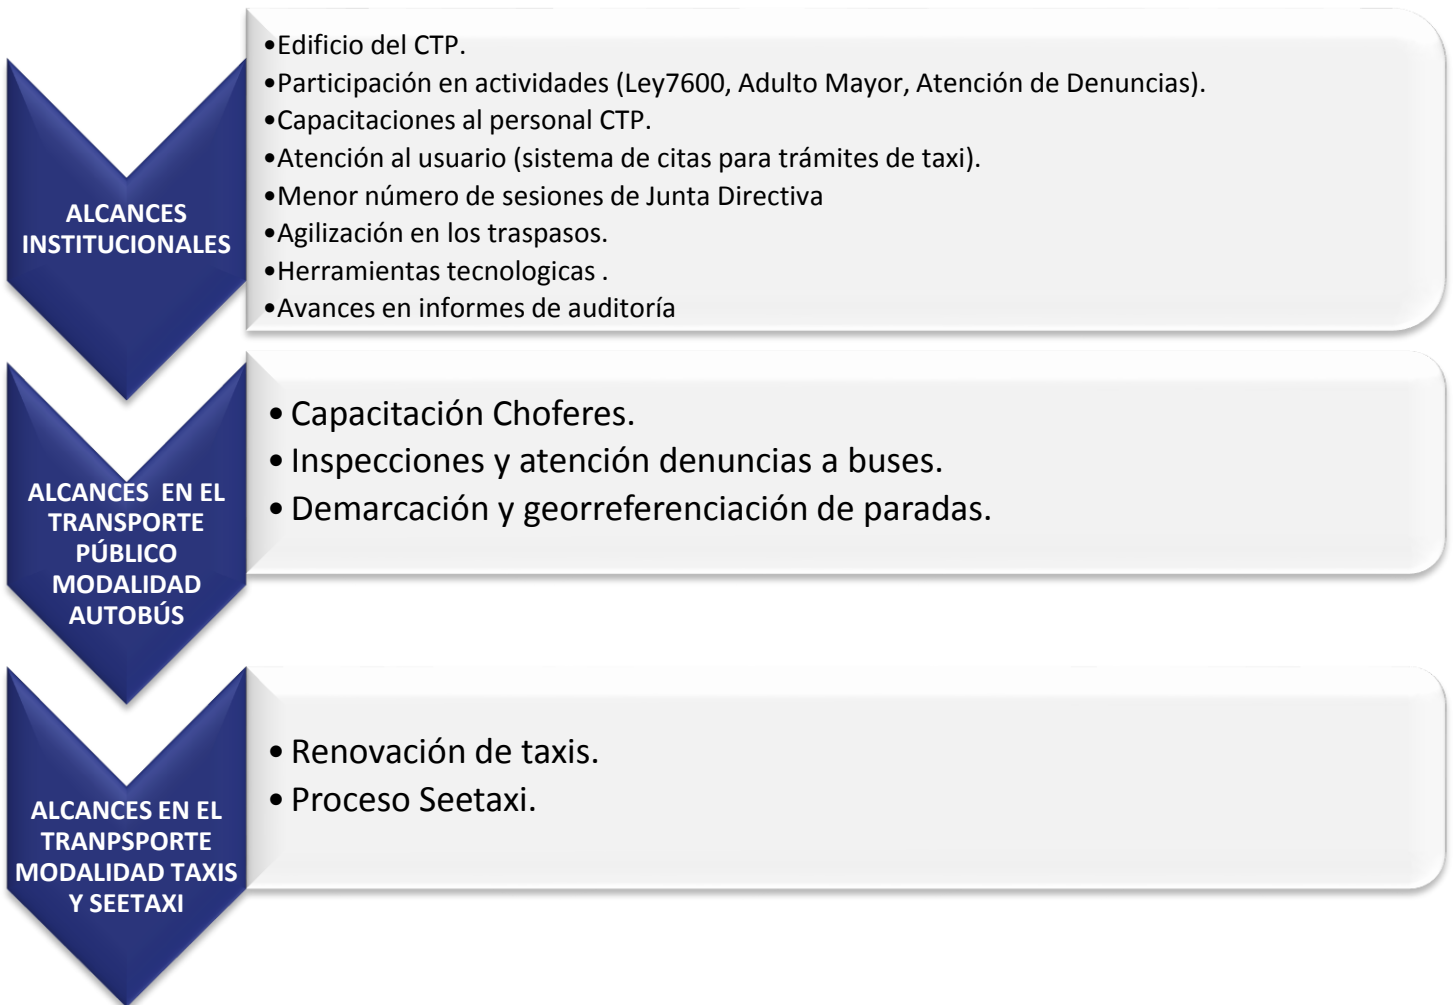 ALCANCES
INSTITUCIONALES
•Edificio del CTP.
•Participación en actividades (Ley7600, Adulto Mayor, Atención de Denuncias).
•Capacitaciones al personal CTP.
•Atención al usuario (sistema de citas para trámites de taxi).
•Menor número de sesiones de Junta Directiva
•Agilización en los traspasos.
•Herramientas tecnologicas .
•Avances en informes de auditoría
ALCANCES EN EL
TRANSPORTE
PÚBLICO
MODALIDAD
AUTOBÚS
• Capacitación Choferes.
• Inspecciones y atención denuncias a buses.
• Demarcación y georreferenciación de paradas.
ALCANCES EN EL
TRANPSPORTE
MODALIDAD TAXIS
Y SEETAXI
• Renovación de taxis.
• Proceso Seetaxi.